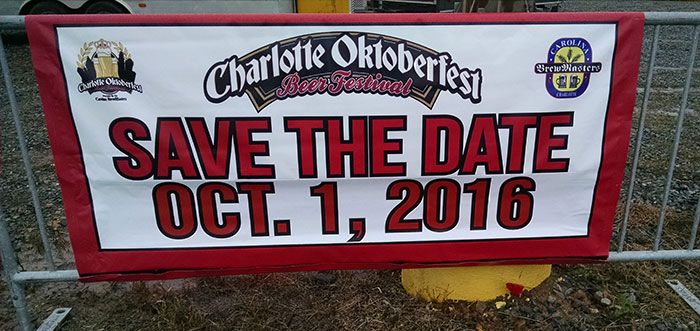 Charlotte Oktoberfest
Beer Festival
Charlotte Oktoberfest
CAROLINA
BrewMasters
CHARLOTTE
SAVE THE DATE
OCT. 1, 2016